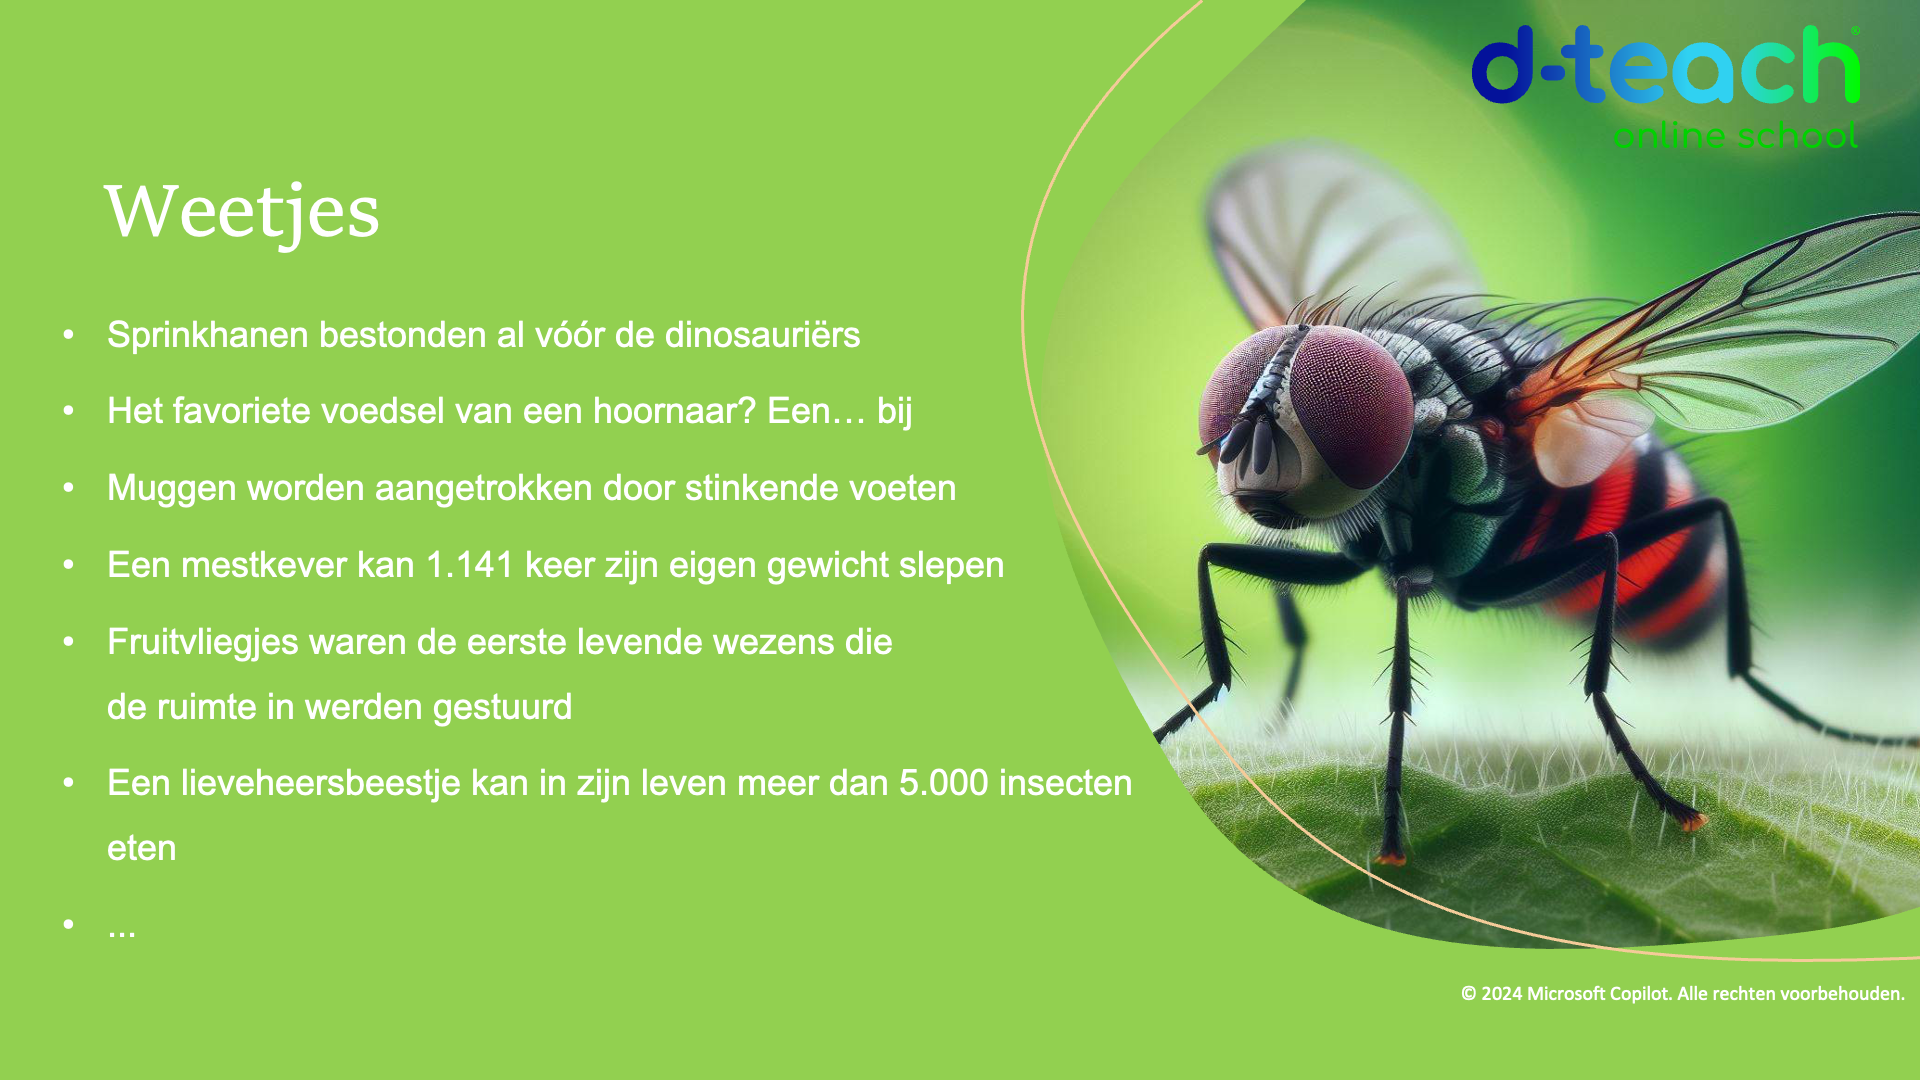 d-teach®
online school
Weetjes
• Sprinkhanen bestonden al vóór de dinosauriërs
• Het favoriete voedsel van een hoornaar? Een… bij
• Muggen worden aangetrokken door stinkende voeten
• Een mestkever kan 1.141 keer zijn eigen gewicht slepen
• Fruitvliegjes waren de eerste levende wezens die
de ruimte in werden gestuurd
• Een lieveheersbeestje kan in zijn leven meer dan 5.000 insecten
eten
• ...
© 2024 Microsoft Copilot. Alle rechten voorbehouden.